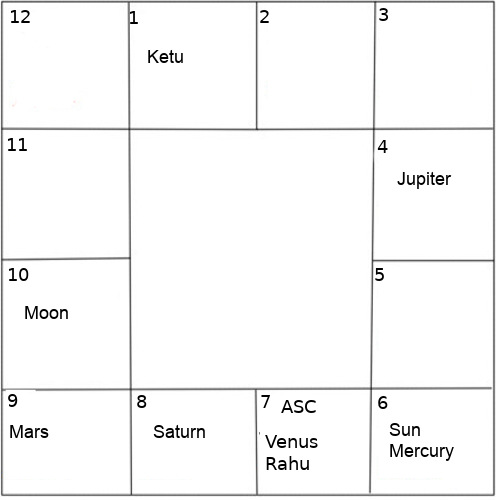 12
1
Ketu
2
3
11
4
Jupiter
10
Moon
5
9
Mars
8
Saturn
7
ASC
Venus
Rahu
6
Sun
Mercury